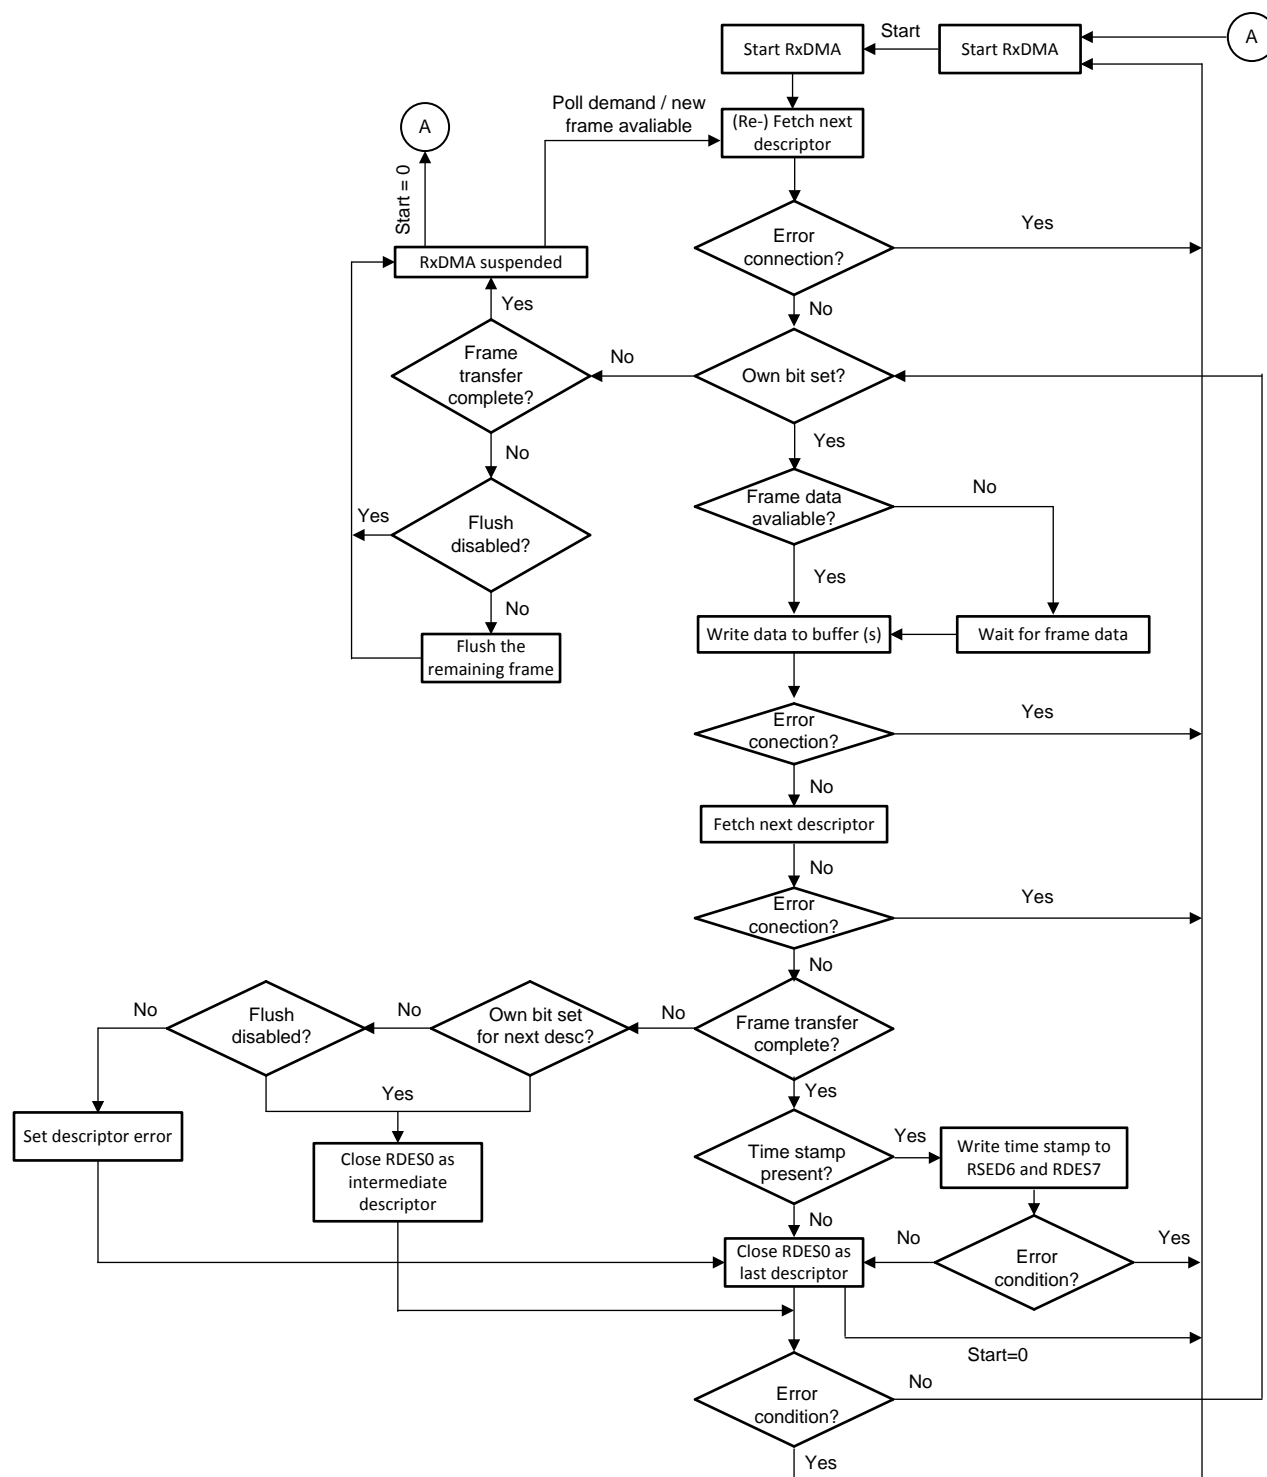 Start
A
Start RxDMA
Start RxDMA
Poll demand / new
frame avaliable
A
(Re-) Fetch next
descriptor
Start = 0
Error
connection?
Yes
RxDMA suspended
Yes
No
Frame
transfer
complete?
No
Own bit set?
No
Yes
Frame data
avaliable?
No
Yes
Flush
disabled?
Yes
No
Write data to buffer (s)
Wait for frame data
Flush the
remaining frame
Error
conection?
Yes
No
Fetch next descriptor
No
Error
conection?
Yes
No
No
Flush
disabled?
No
Own bit set
for next desc?
No
Frame transfer
complete?
Yes
Yes
Set descriptor error
Close RDES0 as
intermediate
descriptor
Time stamp
present?
Yes
Write time stamp to
RSED6 and RDES7
No
Close RDES0 as
last descriptor
No
Error
condition?
Yes
Start=0
Error
condition?
No
Yes